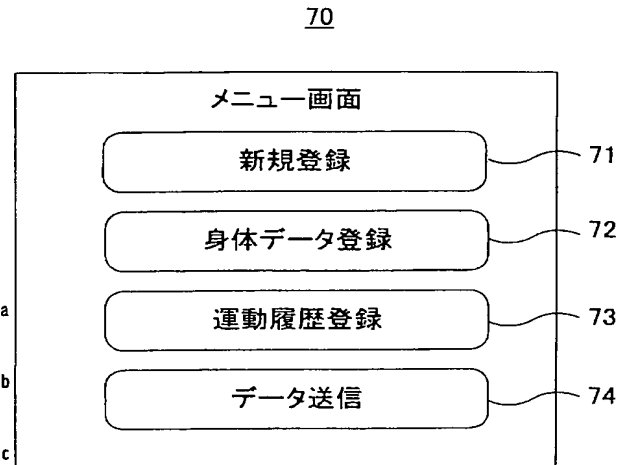 70
メニュー画面
新規登録 71
身体データ登録 72
a 運動履歴登録 73
b データ送信 74
c